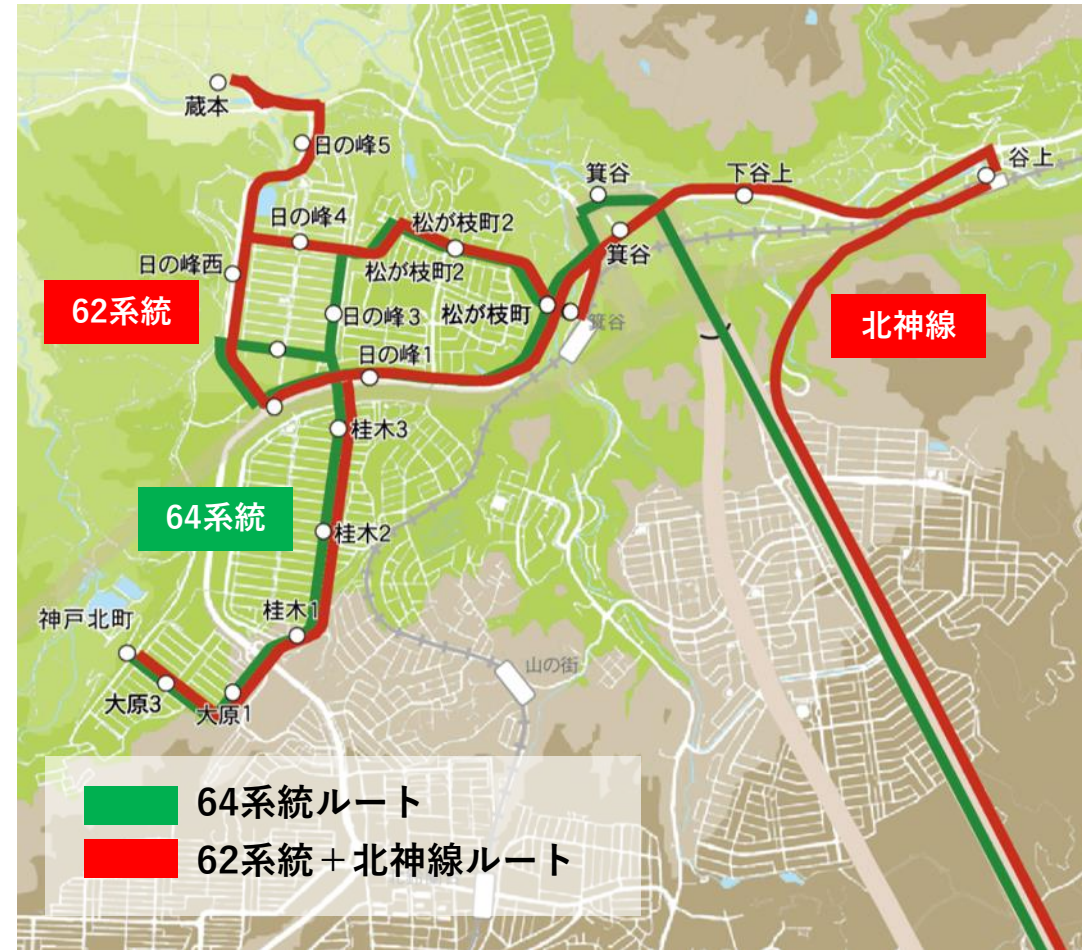 蔵本
日の峰5
日の峰4
松が枝町2
松が枝町2
日の峰西
箕谷
下谷上
谷上
箕谷
62系統
日の峰3
松が枝町
箕谷
北神線
日の峰1
桂木3
64系統
桂木2
桂木1
神戸北町
山の街
大原3
大原1
64系統ルート
62系統＋北神線ルート